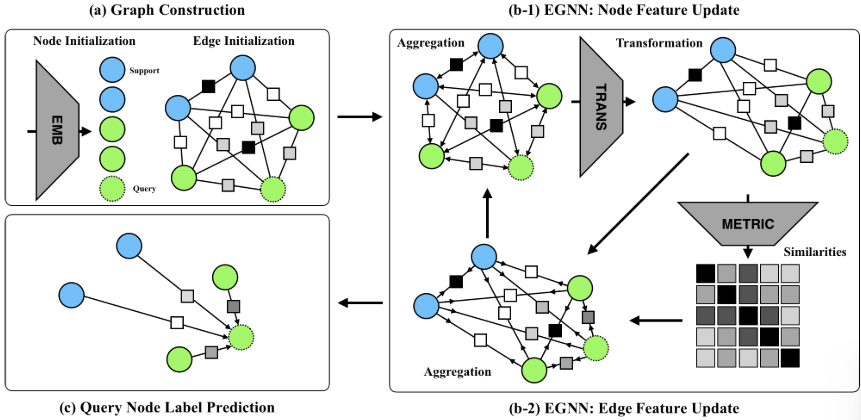 (a) Graph Construction
(b-1) EGNN: Node Feature Update
Node Initialization
Edge Initialization
Support
EMB
Query
Aggregation
TRANS
Transformation
METRIC
Similarities
Aggregation
(c) Query Node Label Prediction
(b-2) EGNN: Edge Feature Update